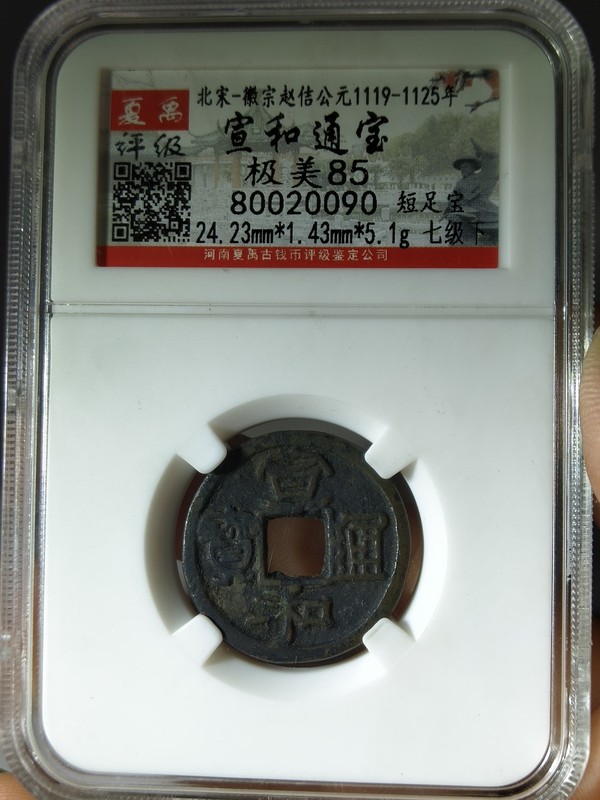 北宋-徽宗赵佶公元1119-1125年
夏禹
评级
宣和通宝
极美85
80020090 短足宝
24.23mm*1.43mm*5.1g 七级下
河南夏禹古钱币评级鉴定公司
宣
和
通
寶